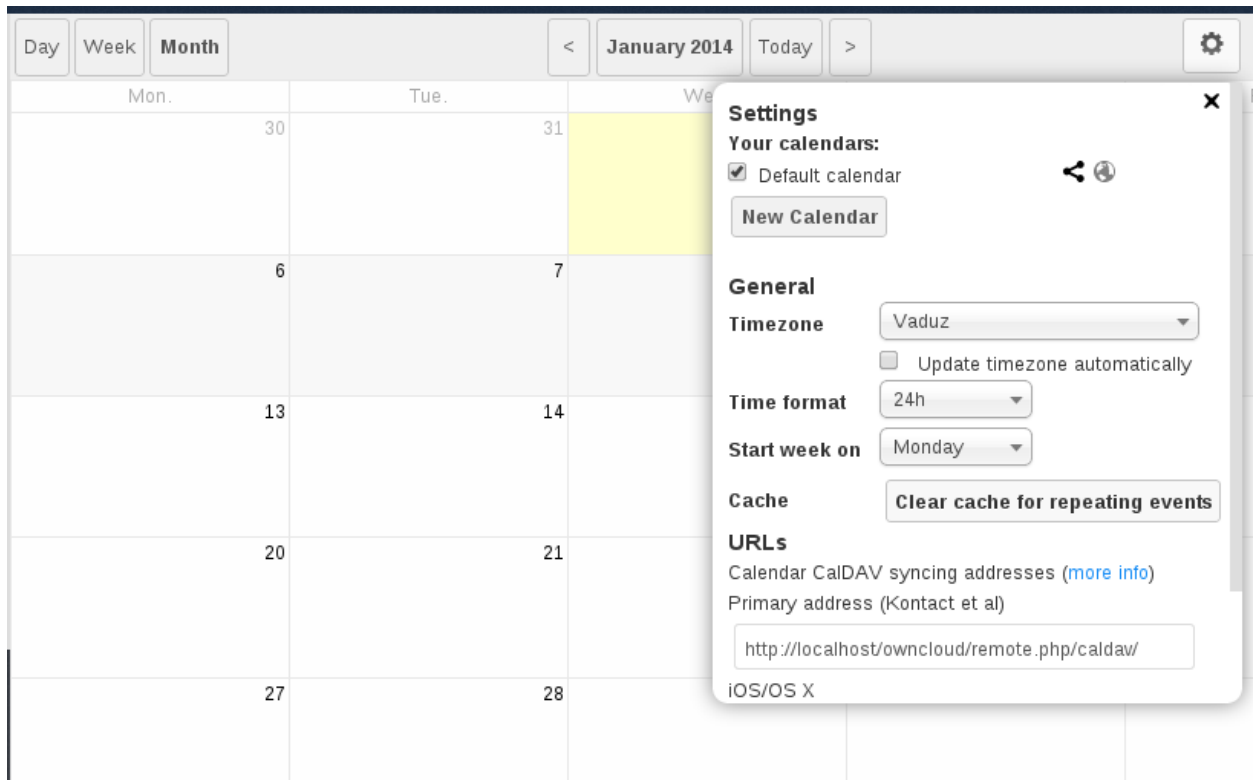 Day Week Month < January 2014 Today >
Mon. Tue. We
30 31
6 7
13 14
20 21
27 28
Settings
Your calendars:
Default calendar
New Calendar
General
Timezone Vaduz
Update timezone automatically
Time format 24h
Start week on Monday
Cache Clear cache for repeating events
URLs
Calendar CalDAV syncing addresses (more info)
Primary address (Kontact et al)
http://localhost/owncloud/remote.php/caldav/
iOS/OS X